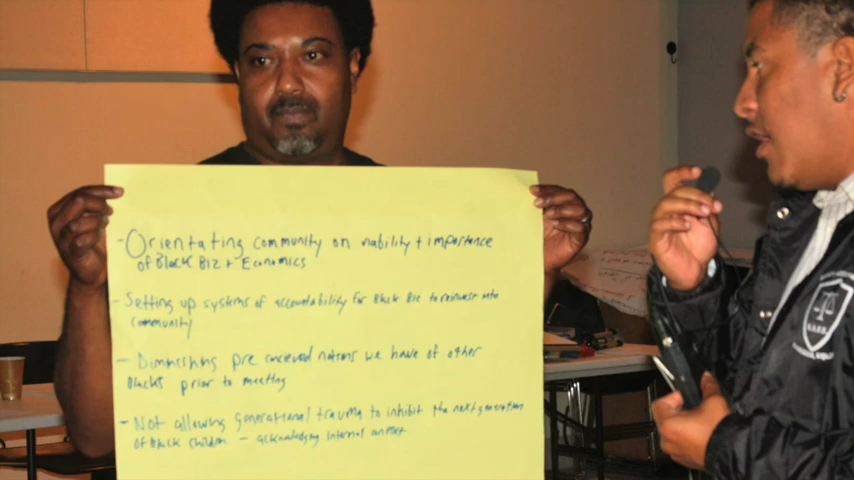 - Orientating community on viability + importance
of Black Biz + Economics
- Setting up systems of accountability for Black Biz to reinvest into
community
- Diminishing pre concieved notions we have of other
Blacks prior to meeting
- Not allowing generational trauma to inhibit the next generation
of Black children - acknowledging internal conflict